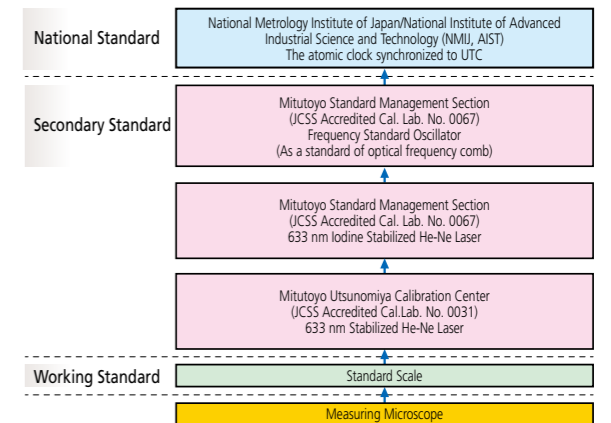 National Standard
National Metrology Institute of Japan/National Institute of Advanced
Industrial Science and Technology (NMIJ, AIST)
The atomic clock synchronized to UTC
Secondary Standard
Mitutoyo Standard Management Section
(JCSS Accredited Cal. Lab. No. 0067)
Frequency Standard Oscillator
(As a standard of optical frequency comb)
Mitutoyo Standard Management Section
(JCSS Accredited Cal. Lab. No. 0067)
633 nm Iodine Stabilized He-Ne Laser
Mitutoyo Utsunomiya Calibration Center
(JCSS Accredited Cal.Lab. No. 0031)
633 nm Stabilized He-Ne Laser
Working Standard
Standard Scale
Measuring Microscope